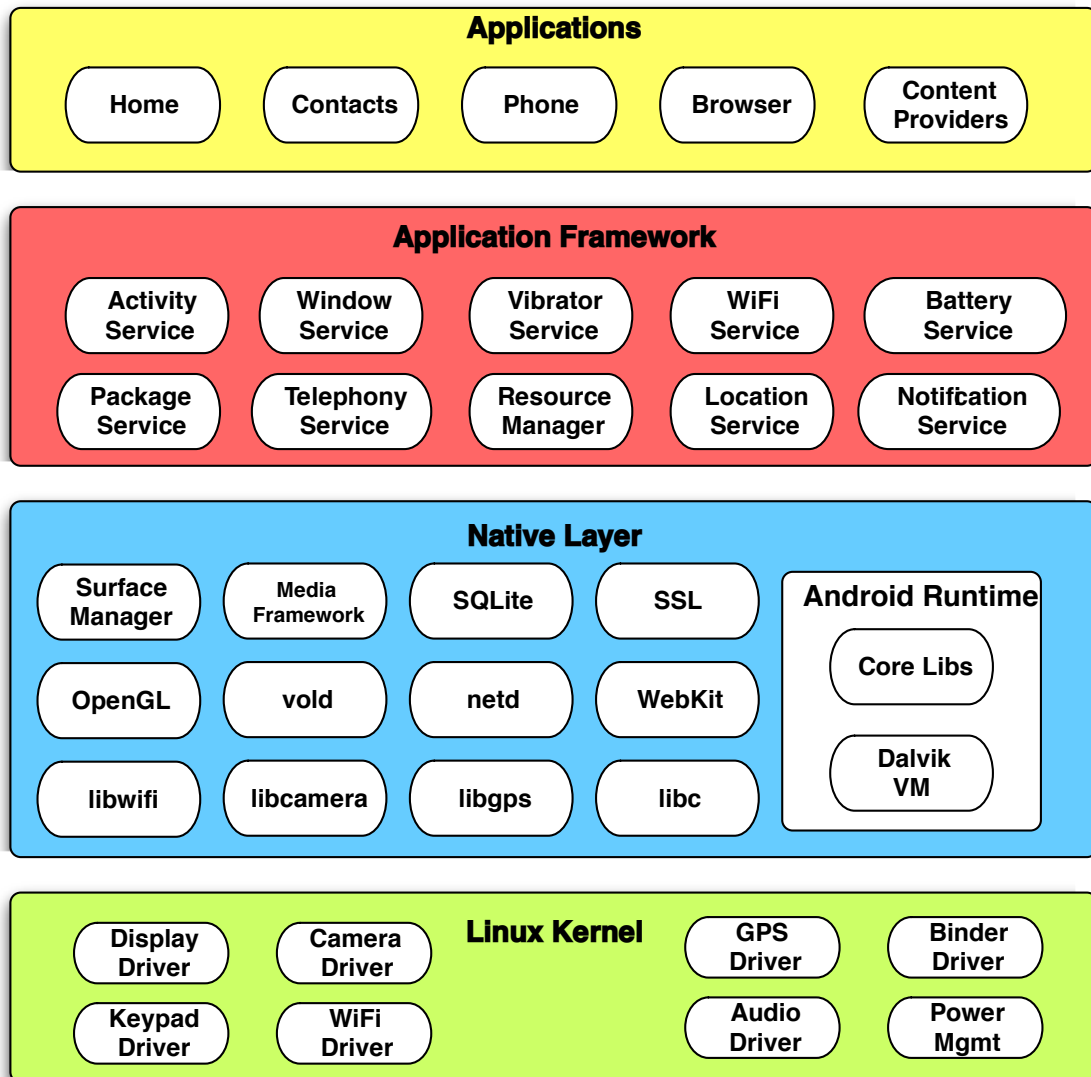 Applications
Home
Contacts
Phone
Browser
Content
Providers
Application Framework
Activity
Service
Window
Service
Vibrator
Service
WiFi
Service
Battery
Service
Package
Service
Telephony
Service
Resource
Manager
Location
Service
Notification
Service
Native Layer
Surface
Manager
Media
Framework
SQLite
SSL
OpenGL
vold
netd
WebKit
libwifi
libcamera
libgps
libc
Android Runtime
Core Libs
Dalvik
VM
Linux Kernel
Display
Driver
Camera
Driver
GPS
Driver
Binder
Driver
Keypad
Driver
WiFi
Driver
Audio
Driver
Power
Mgmt